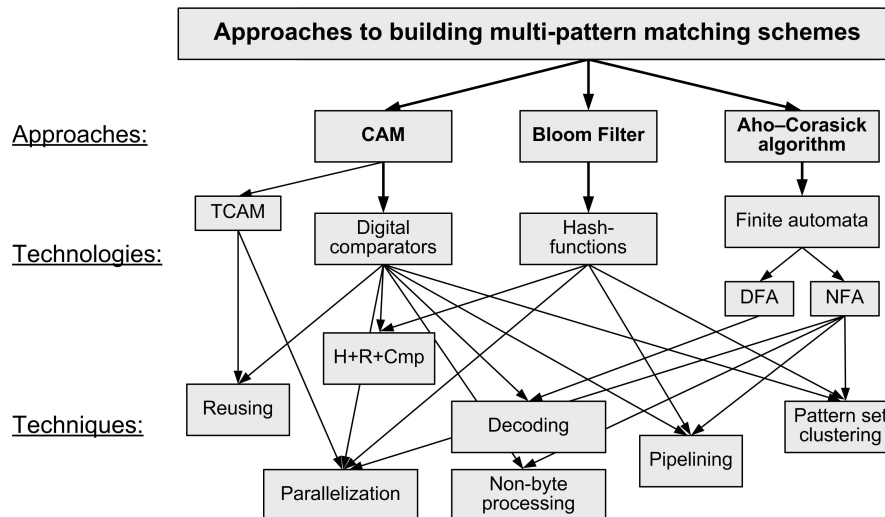 Approaches to building multi-pattern matching schemes
Approaches:
CAM
Bloom Filter
Aho–Corasick
algorithm
TCAM
Digital
comparators
Hash-
functions
Finite automata
Technologies:
DFA
NFA
H+R+Cmp
Reusing
Techniques:
Decoding
Pattern set
clustering
Pipelining
Parallelization
Non-byte
processing